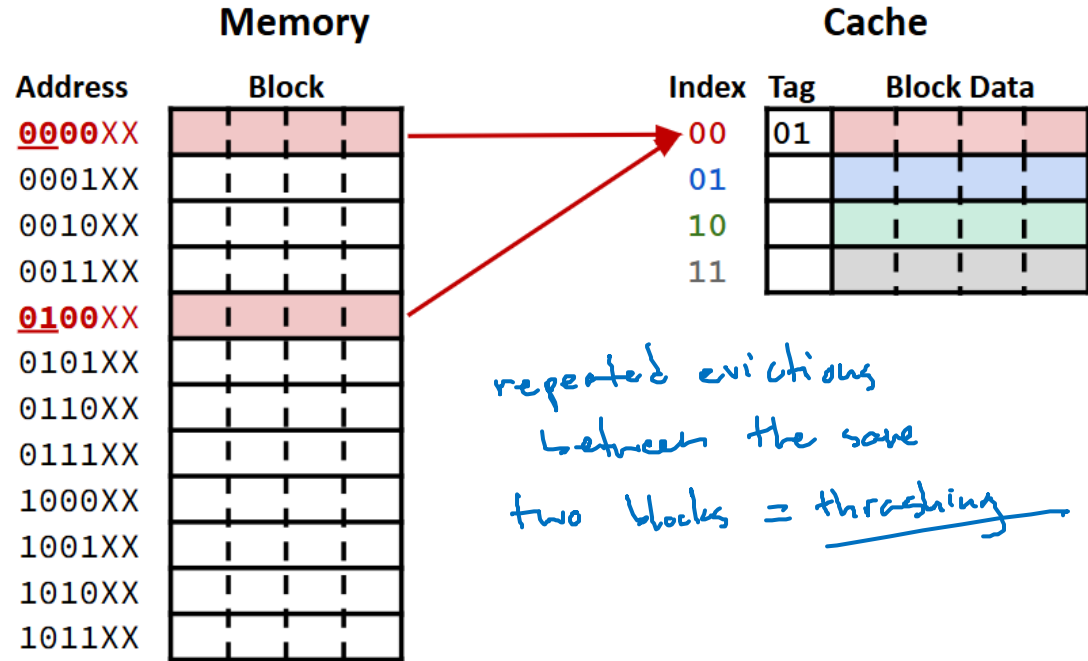 Memory
Cache
Address Block
Index Tag Block Data
0000XX
0001XX
0010XX
0011XX
0100XX
0101XX
0110XX
0111XX
1000XX
1001XX
1010XX
1011XX
00 01
01
10
11
repeated evictions
between the same
two blocks = thrashing